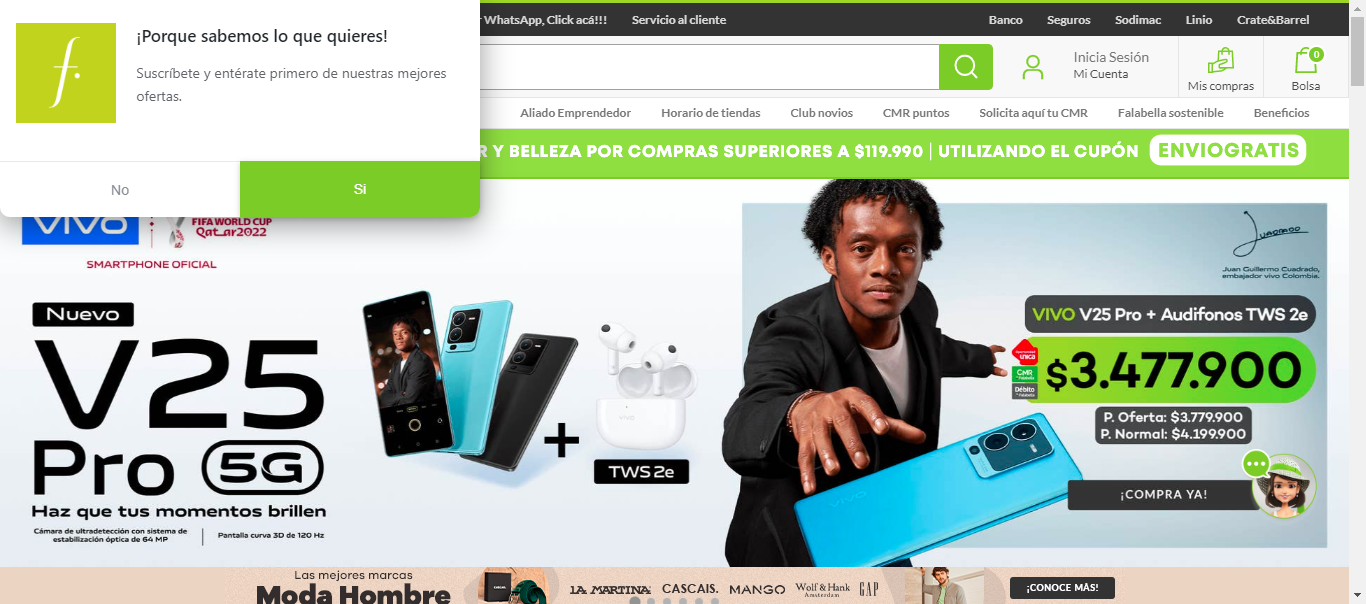 ¡Porque sabemos lo que quieres!
Suscríbete y entérate primero de nuestras mejores
ofertas.
No
Si
WhatsApp, Click acá!!!
Servicio al cliente
Banco
Seguros
Sodimac
Linio
Crate&Barrel
Inicia Sesión
Mi Cuenta
Mis compras
0
Bolsa
Aliado Emprendedor
Horario de tiendas
Club novios
CMR puntos
Solicita aquí tu CMR
Falabella sostenible
Beneficios
R Y BELLEZA POR COMPRAS SUPERIORES A $119.990 | UTILIZANDO EL CUPÓN ENVIOGRATIS
vivo
FIFA WORLD CUP
Qatar2022
SMARTPHONE OFICIAL
Nuevo
V25
Pro 5G
Haz que tus momentos brillen
Cámara de ultradetección con sistema de
estabilización óptica de 64 MP
Pantalla curva 3D de 120 Hz
+
vivo
TWS 2e
vivo
Juan Guillermo Cuadrado,
embajador vivo Colombia.
VIVO V25 Pro + Audifonos TWS 2e
única
CMR
Débito
$3.477.900
P. Oferta: $3.779.900
P. Normal: $4.199.900
¡COMPRA YA!
Las mejores marcas
Moda Hombre
LA MARTINA
CASCAIS.
MANGO
Wolf & Hank
Amsterdam
GAP
¡CONOCE MÁS!